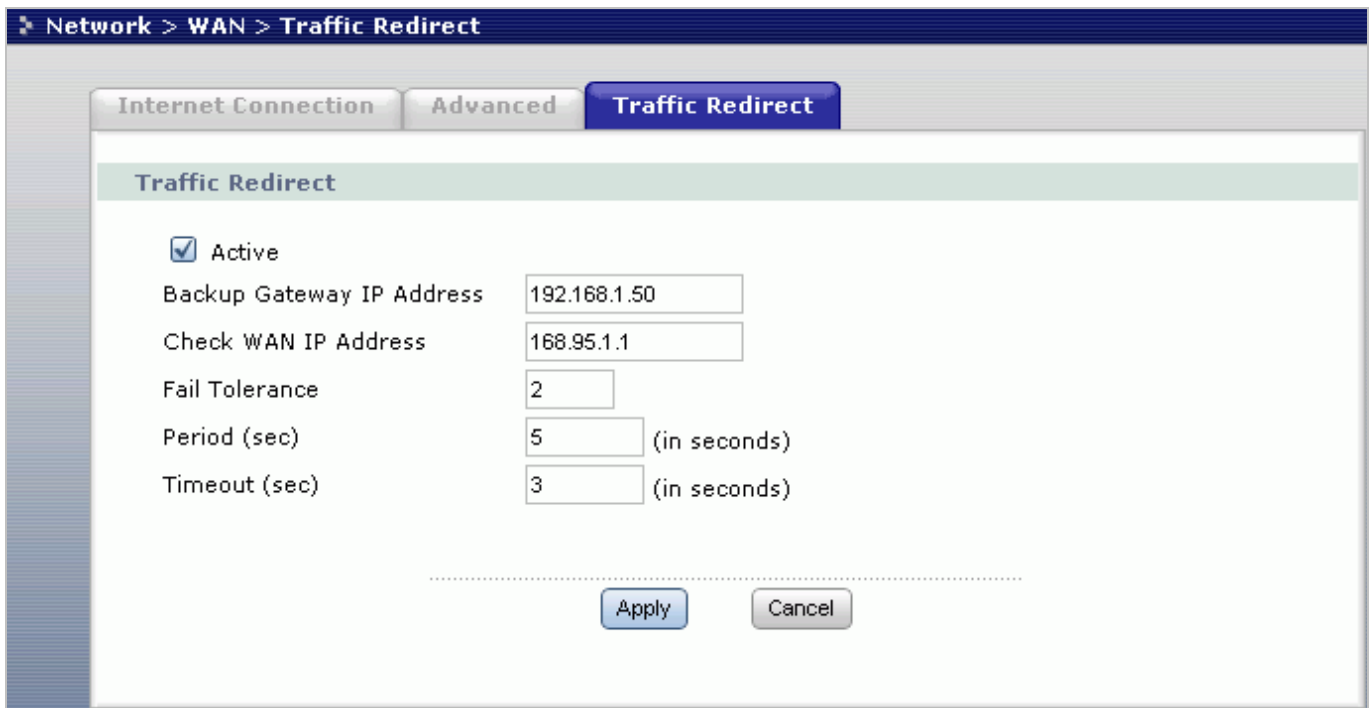 Network > WAN > Traffic Redirect
Internet Connection Advanced Traffic Redirect
Traffic Redirect
Active
Backup Gateway IP Address 192.168.1.50
Check WAN IP Address 168.95.1.1
Fail Tolerance 2
Period (sec) 5 (in seconds)
Timeout (sec) 3 (in seconds)
Apply Cancel